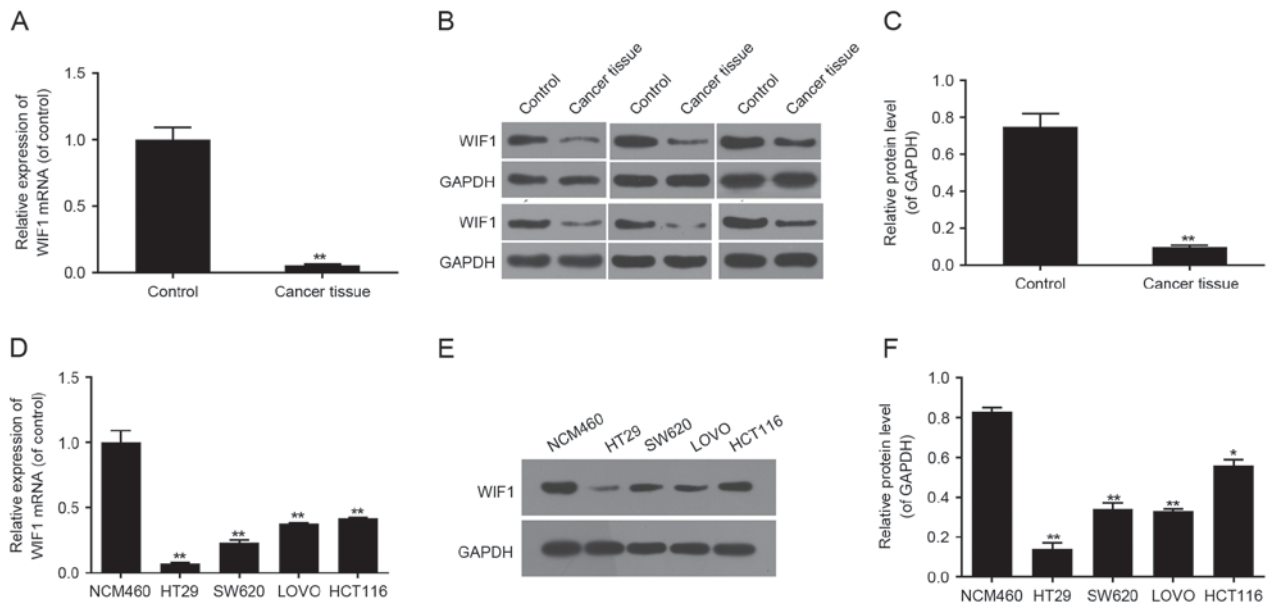 A
Relative expression of
WIF1 mRNA (of control)
1.5
1.0
0.5
0.0
**
Control
Cancer tissue
B
Control
Cancer tissue
Control
Cancer tissue
Control
Cancer tissue
WIF1
GAPDH
WIF1
GAPDH
C
Relative protein level
(of GAPDH)
1.0
0.8
0.6
0.4
0.2
0.0
**
Control
Cancer tissue
D
Relative expression of
WIF1 mRNA (of control)
1.5
1.0
0.5
0.0
**
**
**
**
NCM460
HT29
SW620
LOVO
HCT116
E
NCM460
HT29
SW620
LOVO
HCT116
WIF1
GAPDH
F
Relative protein level
(of GAPDH)
1.0
0.8
0.6
0.4
0.2
0.0
**
**
**
*
NCM460
HT29
SW620
LOVO
HCT116